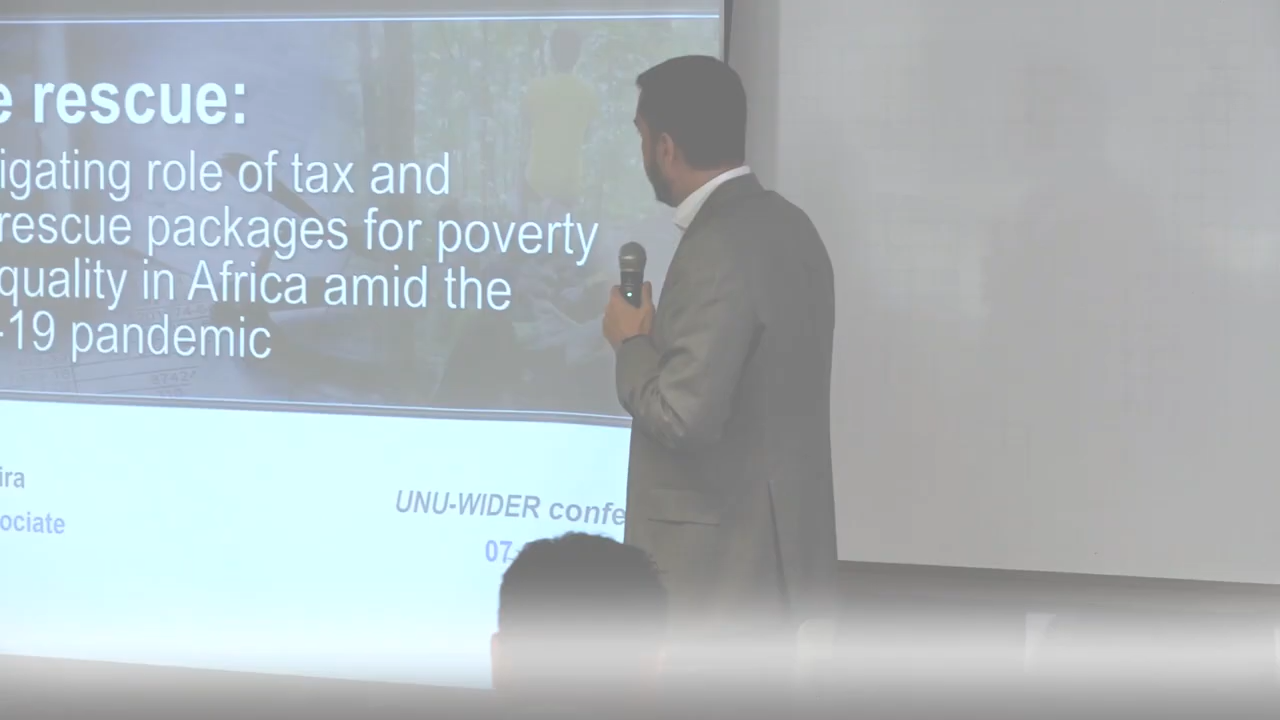 e rescue:
igating role of tax and
rescue packages for poverty
quality in Africa amid the
-19 pandemic
3742
ira
ociate
UNU-WIDER confe
07